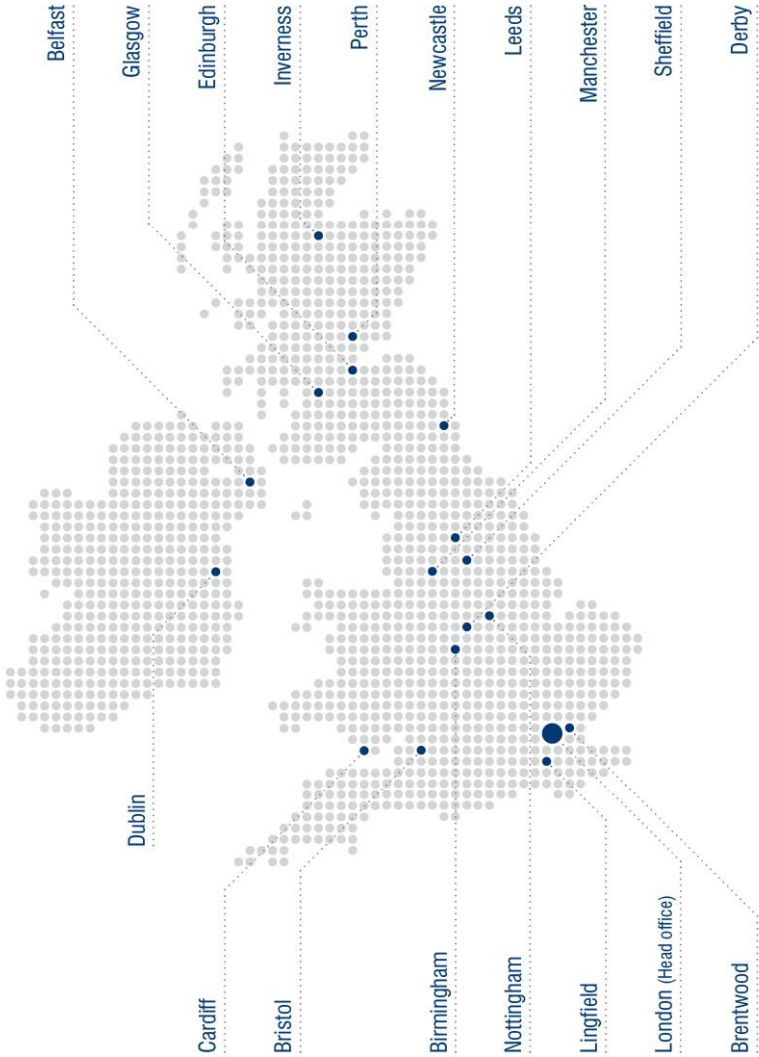 Belfast
Glasgow
Edinburgh
Inverness
Perth
Newcastle
Leeds
Manchester
Sheffield
Derby
Dublin
Cardiff
Bristol
Birmingham
Nottingham
Lingfield
London (Head office)
Brentwood